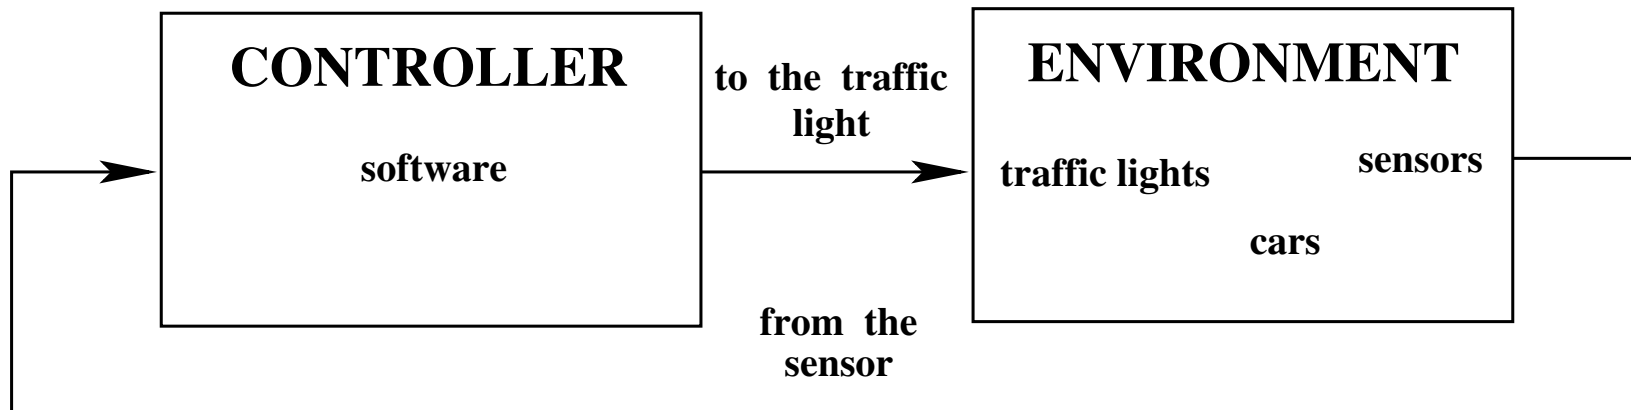 CONTROLLER
software
to the traffic
light
ENVIRONMENT
traffic lights
sensors
cars
from the
sensor